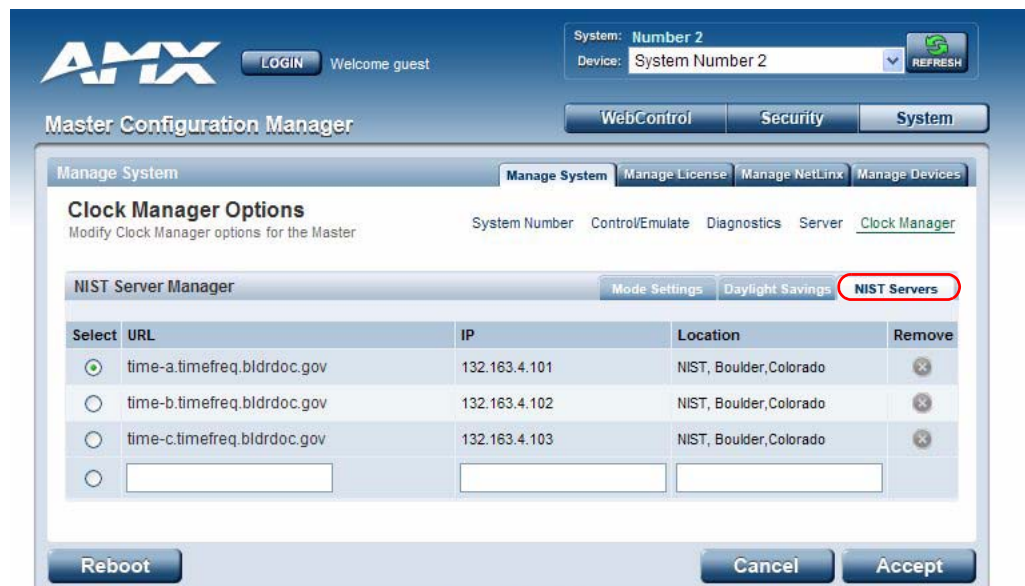 AMX LOGIN Welcome guest
System: Number 2
Device: System Number 2 REFRESH
Master Configuration Manager
WebControl Security System
Manage System
Manage System Manage License Manage NetLinx Manage Devices
Clock Manager Options
Modify Clock Manager options for the Master
System Number Control/Emulate Diagnostics Server Clock Manager
NIST Server Manager
Mode Settings Daylight Savings NIST Servers
Select URL IP Location Remove
time-a.timefreq.bldrdoc.gov 132.163.4.101 NIST, Boulder,Colorado
time-b.timefreq.bldrdoc.gov 132.163.4.102 NIST, Boulder,Colorado
time-c.timefreq.bldrdoc.gov 132.163.4.103 NIST, Boulder,Colorado
Reboot Cancel Accept